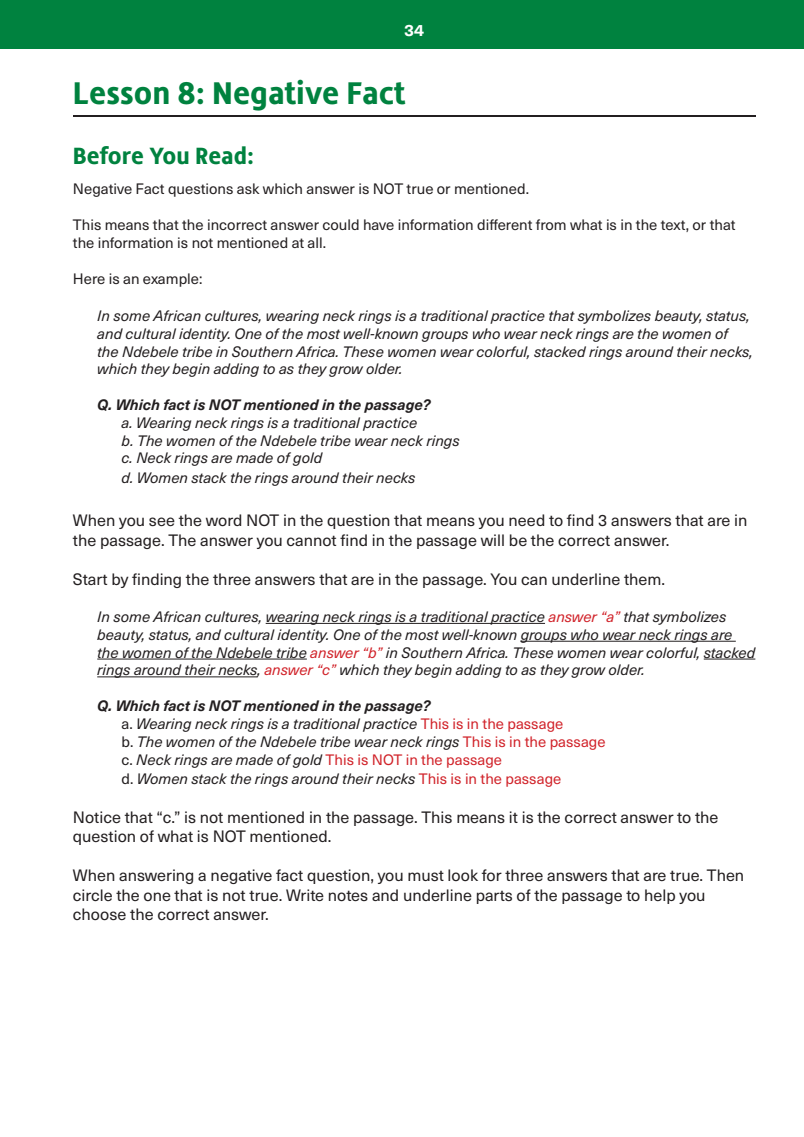 34
Lesson 8: Negative Fact
Before You Read:
Negative Fact questions ask which answer is NOT true or mentioned.
This means that the incorrect answer could have information different from what is in the text, or that
the information is not mentioned at all.
Here is an example:
In some African cultures, wearing neck rings is a traditional practice that symbolizes beauty, status,
and cultural identity. One of the most well-known groups who wear neck rings are the women of
the Ndebele tribe in Southern Africa. These women wear colorful, stacked rings around their necks,
which they begin adding to as they grow older.
Q. Which fact is NOT mentioned in the passage?
a. Wearing neck rings is a traditional practice
b. The women of the Ndebele tribe wear neck rings
c. Neck rings are made of gold
d. Women stack the rings around their necks
When you see the word NOT in the question that means you need to find 3 answers that are in
the passage. The answer you cannot find in the passage will be the correct answer.
Start by finding the three answers that are in the passage. You can underline them.
In some African cultures, wearing neck rings is a traditional practice answer “a” that symbolizes
beauty, status, and cultural identity. One of the most well-known groups who wear neck rings are
the women of the Ndebele tribe answer “b” in Southern Africa. These women wear colorful, stacked
rings around their necks, answer “c” which they begin adding to as they grow older.
Q. Which fact is NOT mentioned in the passage?
a. Wearing neck rings is a traditional practice This is in the passage
b. The women of the Ndebele tribe wear neck rings This is in the passage
c. Neck rings are made of gold This is NOT in the passage
d. Women stack the rings around their necks This is in the passage
Notice that “c.” is not mentioned in the passage. This means it is the correct answer to the
question of what is NOT mentioned.
When answering a negative fact question, you must look for three answers that are true. Then
circle the one that is not true. Write notes and underline parts of the passage to help you
choose the correct answer.